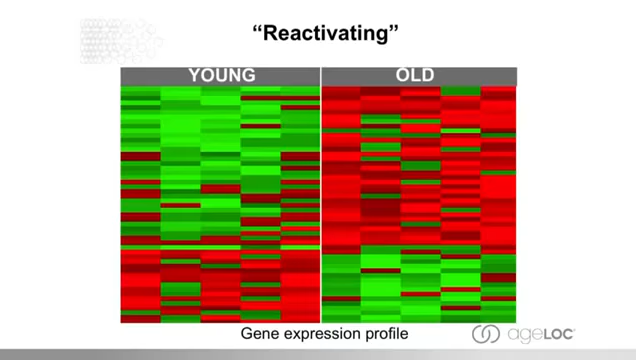 “Reactivating”
YOUNG OLD
Gene expression profile
ageLOC